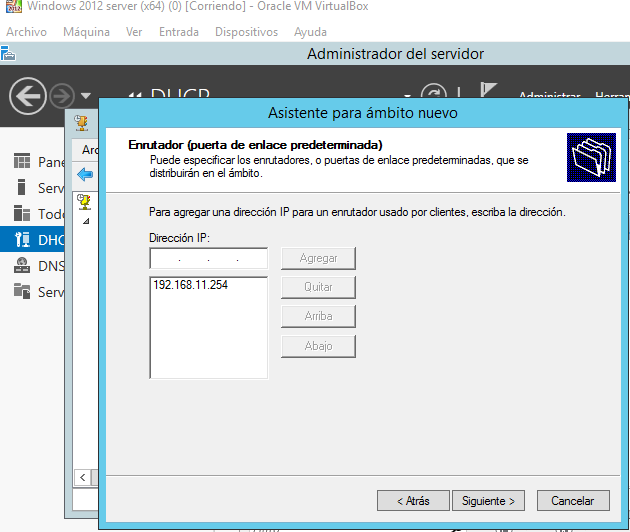 Windows 2012 server (x64) (0) [Corriendo] - Oracle VM VirtualBox
Archivo Máquina Ver Entrada Dispositivos Ayuda
Administrador del servidor
DHCP
Administrar
Asistente para ámbito nuevo
Enrutador (puerta de enlace predeterminada)
Puede especificar los enrutadores, o puertas de enlace predeterminadas, que se
distribuirán en el ámbito.
Para agregar una dirección IP para un enrutador usado por clientes, escriba la dirección.
Dirección IP:
. . . Agregar
192.168.11.254
Quitar
Arriba
Abajo
< Atrás Siguiente > Cancelar
Arc
Pane
Serv
Todo
DHC
DNS
Serv